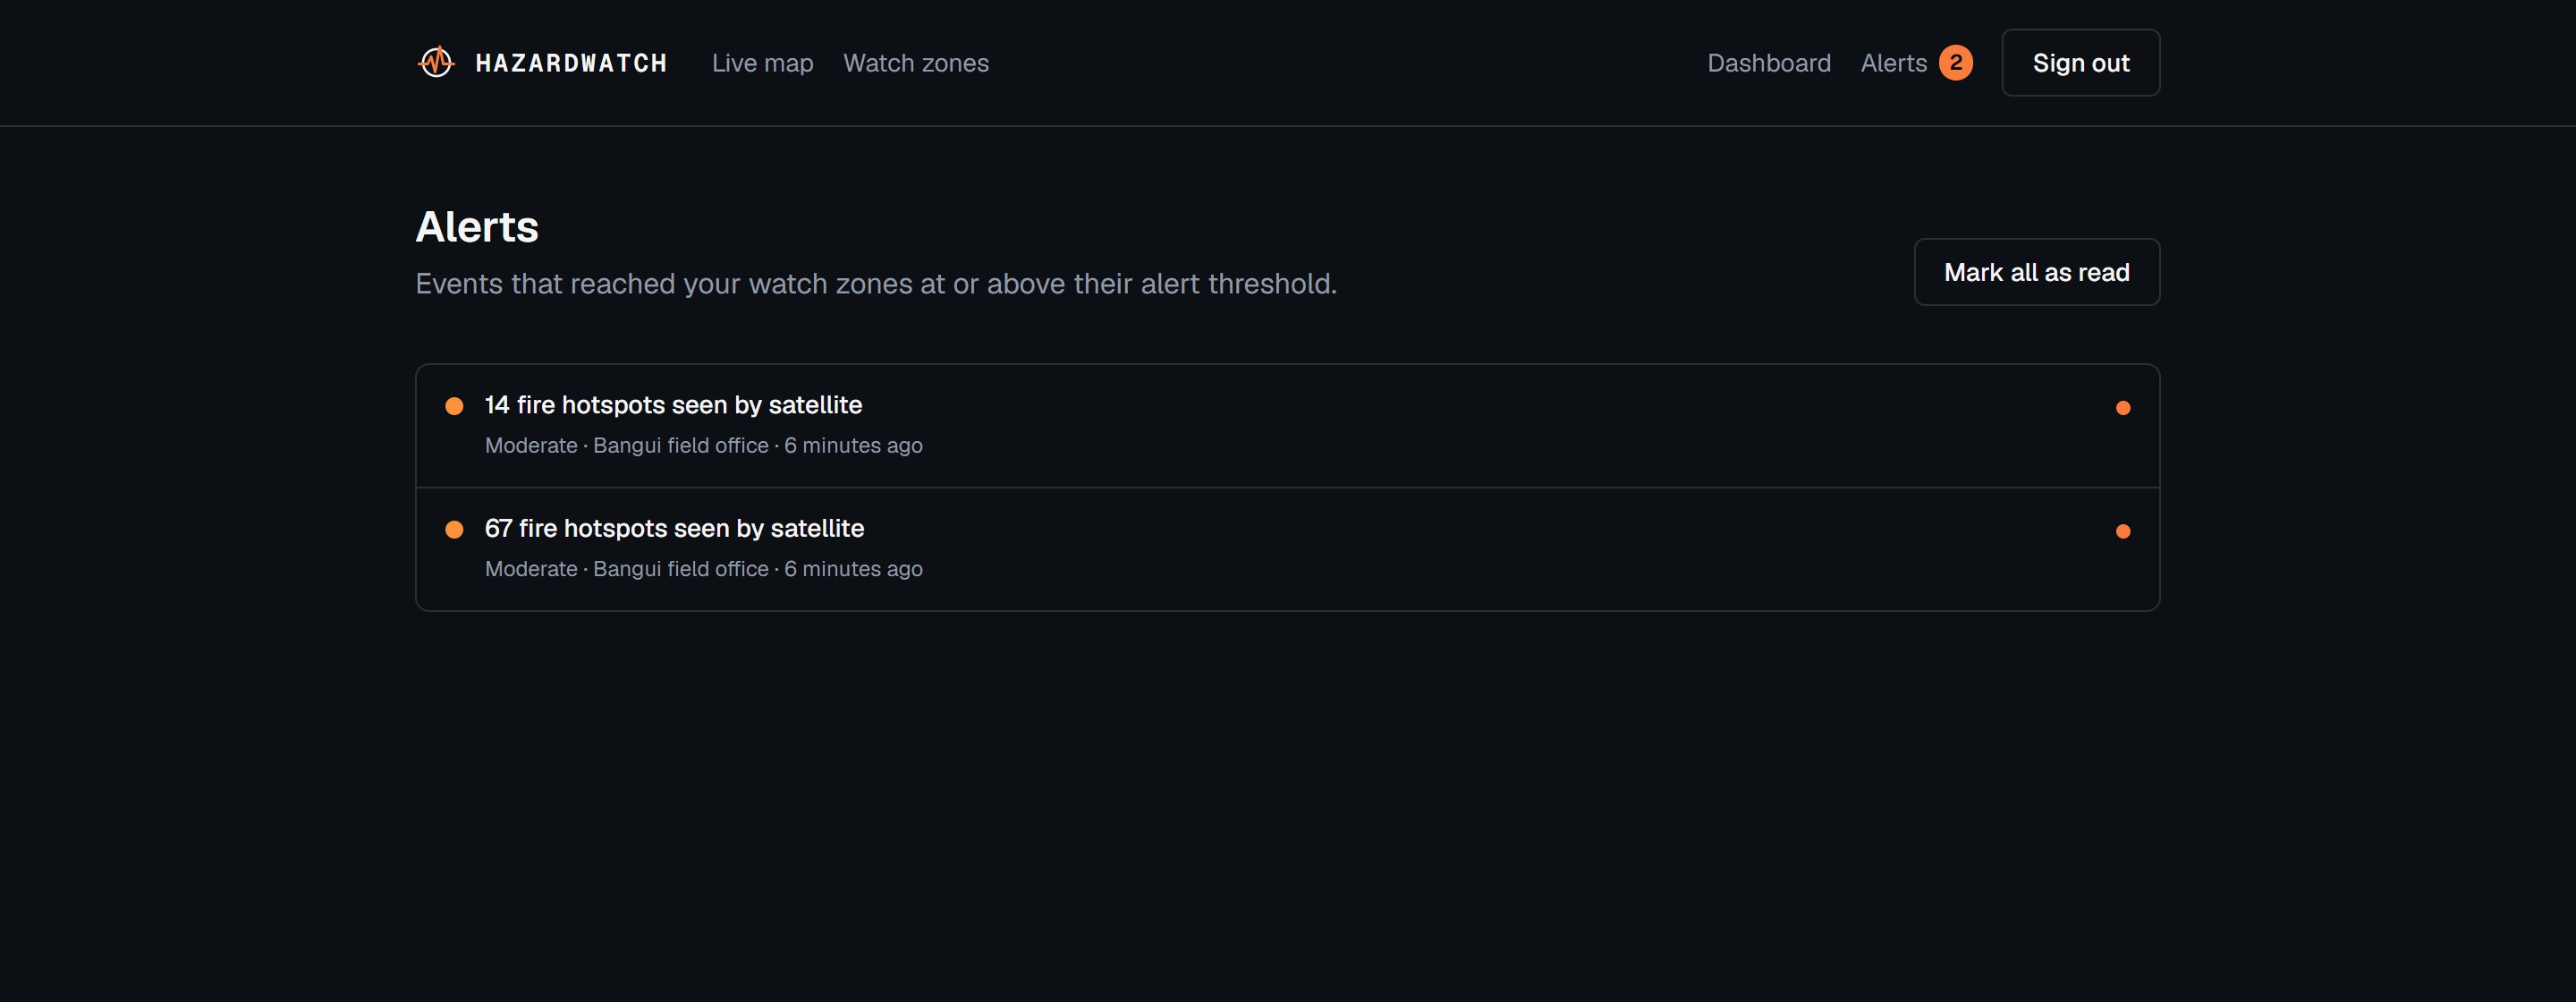 HAZARDWATCH Live map Watch zones Dashboard Alerts 2 Sign out
Alerts
Events that reached your watch zones at or above their alert threshold.
Mark all as read
14 fire hotspots seen by satellite
Moderate · Bangui field office · 6 minutes ago
67 fire hotspots seen by satellite
Moderate · Bangui field office · 6 minutes ago